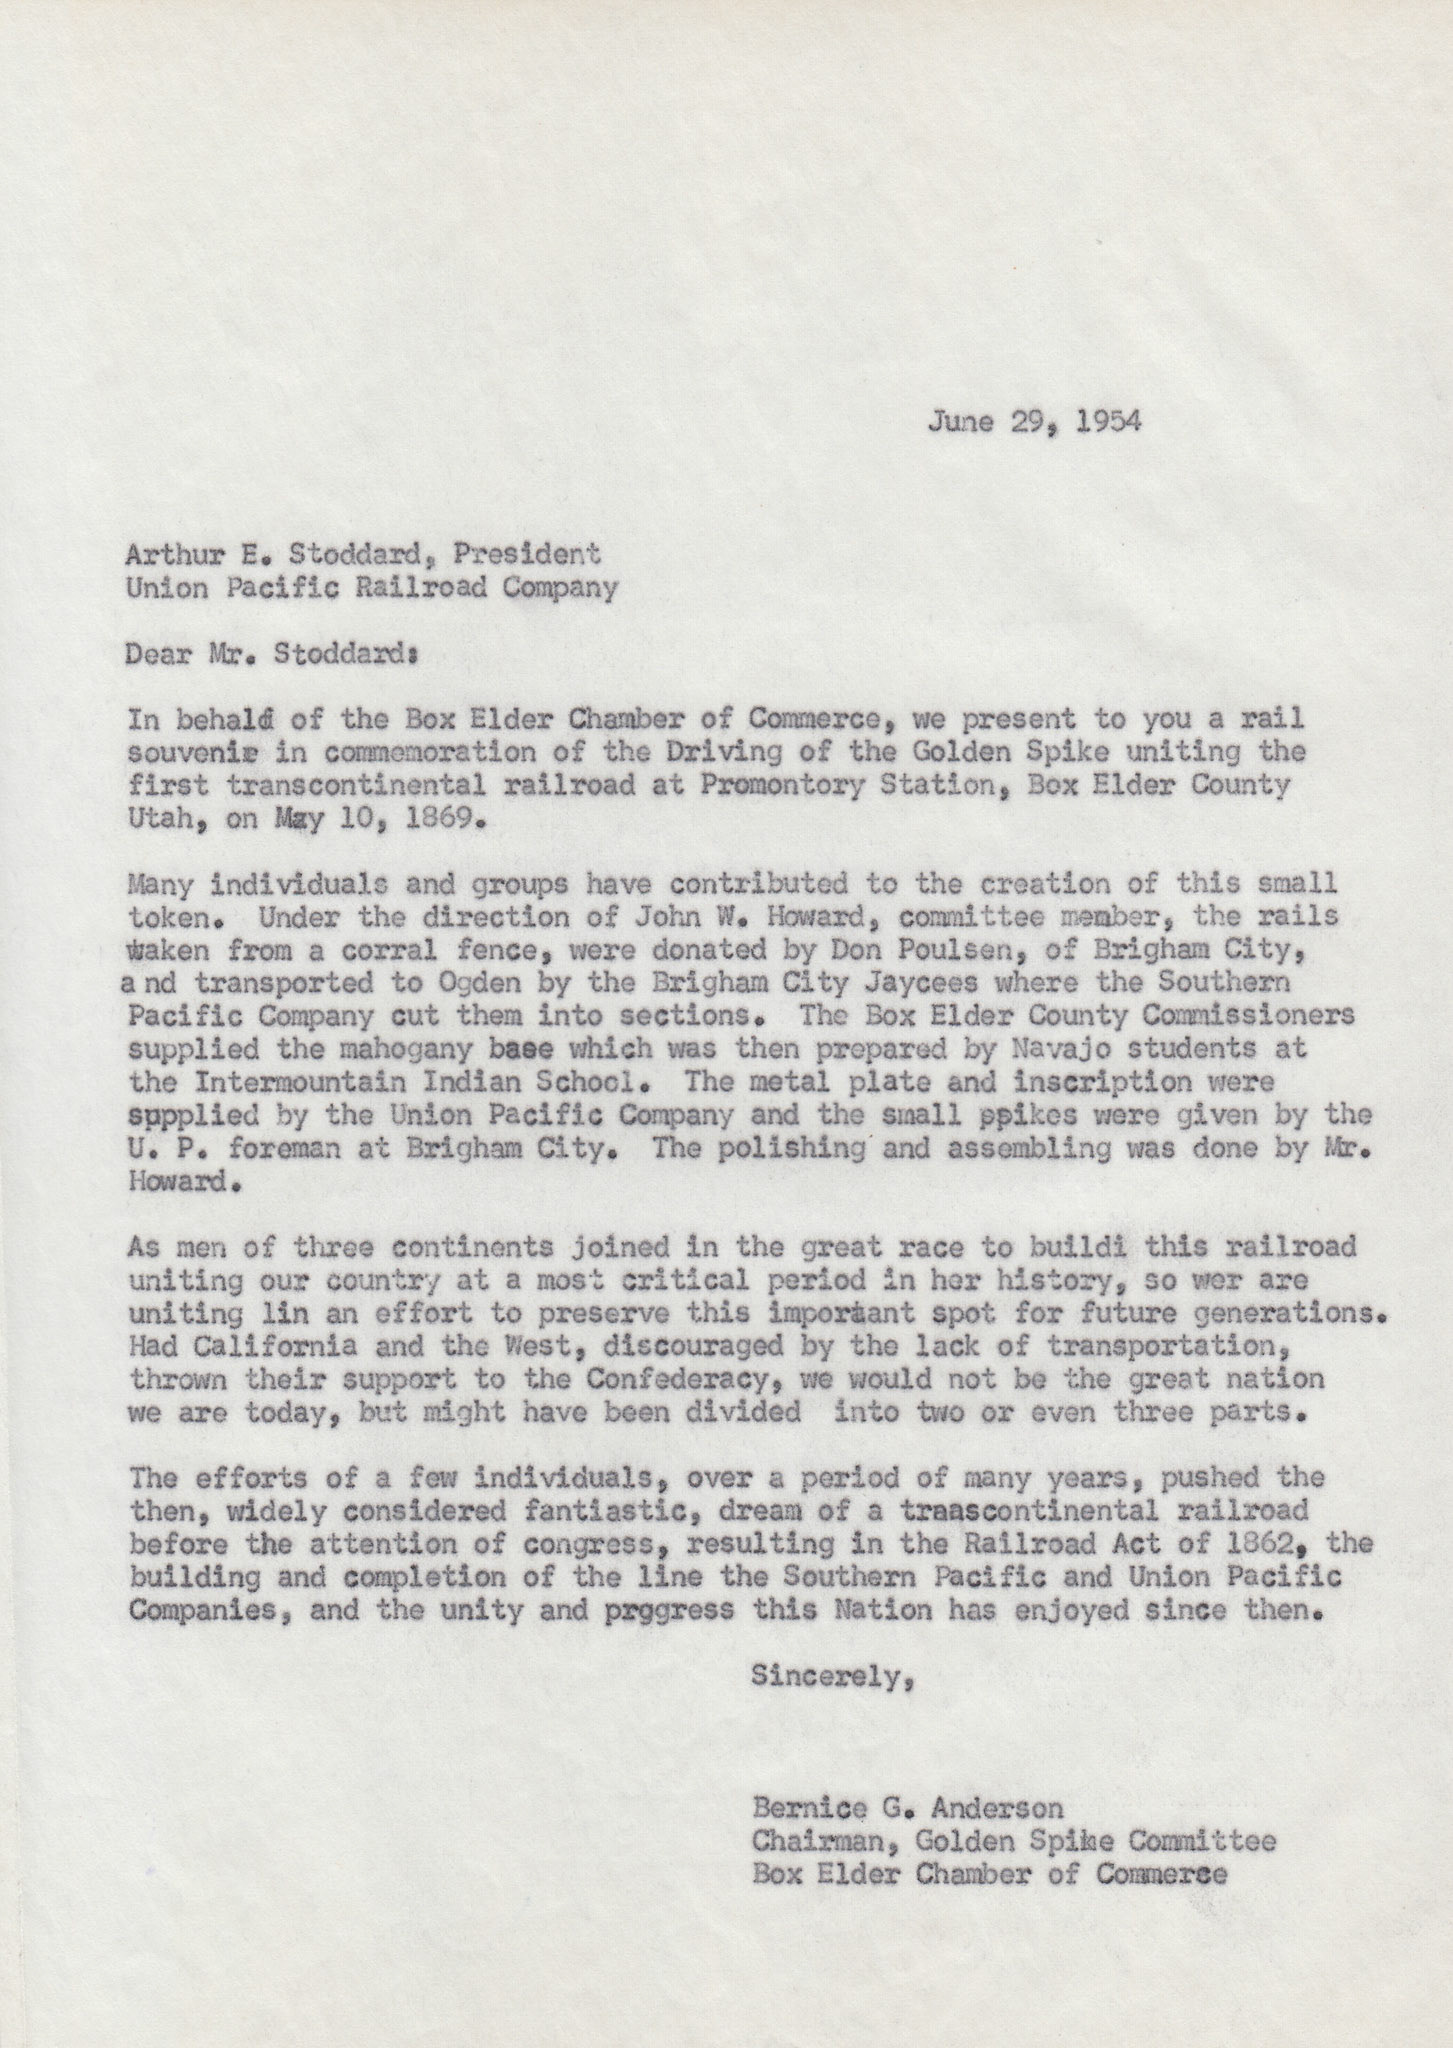 June 29, 1954
Arthur E. Stoddard, President
Union Pacific Railroad Company
Dear Mr. Stoddard:
In behald of the Box Elder Chamber of Commerce, we present to you a rail
souvenir in commemoration of the Driving of the Golden Spike uniting the
first transcontinental railroad at Promontory Station, Box Elder County
Utah, on May 10, 1869.
Many individuals and groups have contributed to the creation of this small
token. Under the direction of John W. Howard, committee member, the rails
taken from a corral fence, were donated by Don Poulsen, of Brigham City,
and transported to Ogden by the Brigham City Jaycees where the Southern
Pacific Company cut them into sections. The Box Elder County Commissioners
supplied the mahogany base which was then prepared by Navajo students at
the Intermountain Indian School. The metal plate and inscription were
supplied by the Union Pacific Company and the small spikes were given by the
U. P. foreman at Brigham City. The polishing and assembling was done by Mr.
Howard.
As men of three continents joined in the great race to buildi this railroad
uniting our country at a most critical period in her history, so wer are
uniting lin an effort to preserve this important spot for future generations.
Had California and the West, discouraged by the lack of transportation,
thrown their support to the Confederacy, we would not be the great nation
we are today, but might have been divided into two or even three parts.
The efforts of a few individuals, over a period of many years, pushed the
then, widely considered fantiastic, dream of a transcontinental railroad
before the attention of congress, resulting in the Railroad Act of 1862, the
building and completion of the line the Southern Pacific and Union Pacific
Companies, and the unity and prggress this Nation has enjoyed since then.
Sincerely,
Bernice G. Anderson
Chairman, Golden Spike Committee
Box Elder Chamber of Commerce